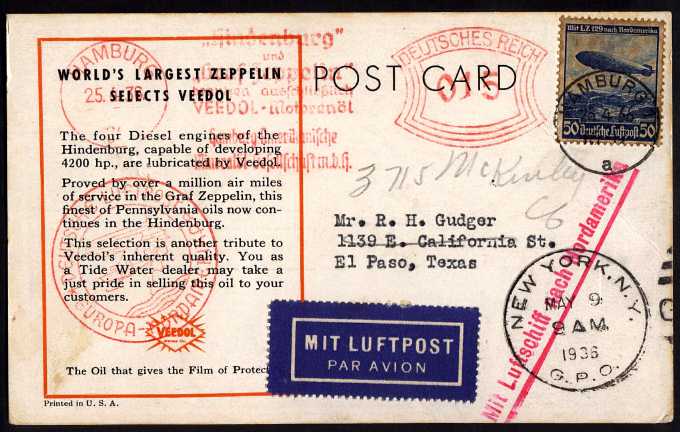 WORLD'S LARGEST ZEPPELIN
SELECTS VEEDOL
The four Diesel engines of the
Hindenburg, capable of developing
4200 hp., are lubricated by Veedol.
Proved by over a million air miles
of service in the Graf Zeppelin, this
finest of Pennsylvania oils now con-
tinues in the Hindenburg.
This selection is another tribute to
Veedol's inherent quality. You as
a Tide Water dealer may take a
just pride in selling this oil to your
customers.
VEEDOL
The Oil that gives the Film of Protec
Printed in U. S. A.
HAMBURG
25.
"Hindenburg"
und
VEEDOL-Motorenöl
DEUTSCHES REICH
015
POST CARD
Mit LZ 129 nach Nordamerika
50 Deutsche Luftpost 50
HAMBURG
a
3715 McKinley
Mr. R. H. Gudger
1139 E. California St.
El Paso, Texas
EUROPA-
MIT LUFTPOST
PAR AVION
Mit Luftschiff nach Nordamerika
NEW YORK, N.Y.
MAY 9
9 AM
1936
G.P.O.